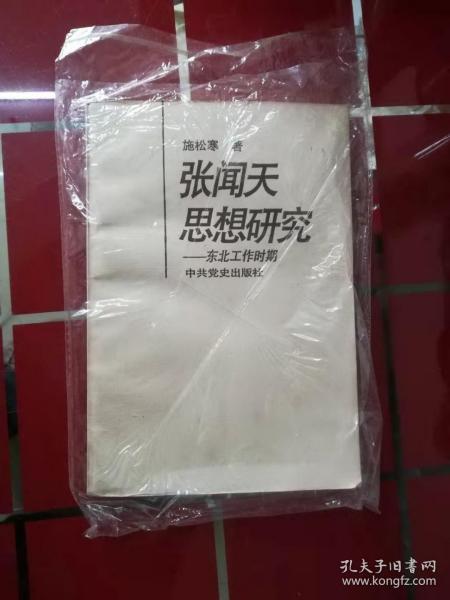 施松寒 著
张闻天
思想研究
——东北工作时期
中共党史出版社
孔夫子旧书网
www.kongfz.com